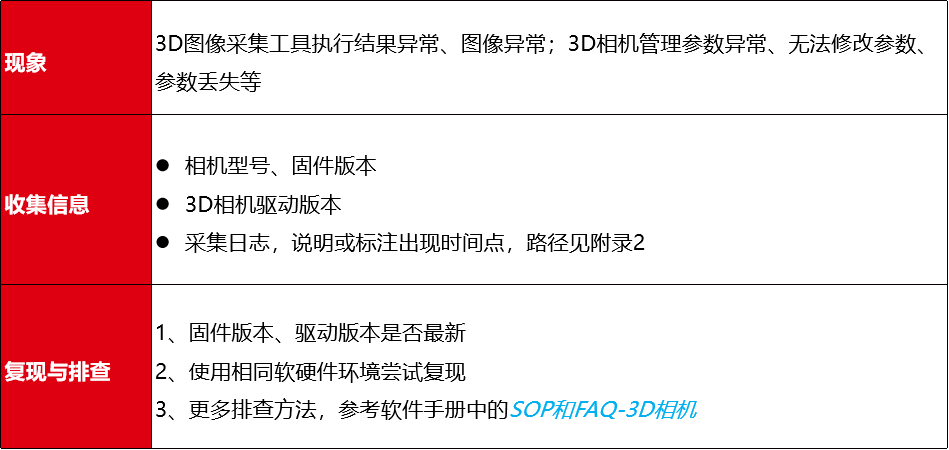 现象
3D图像采集工具执行结果异常、图像异常；3D相机管理参数异常、无法修改参数、
参数丢失等
收集信息
● 相机型号、固件版本
● 3D相机驱动版本
● 采集日志，说明或标注出现时间点，路径见附录2
复现与排查
1、固件版本、驱动版本是否最新
2、使用相同软硬件环境尝试复现
3、更多排查方法，参考软件手册中的SOP和FAQ-3D相机